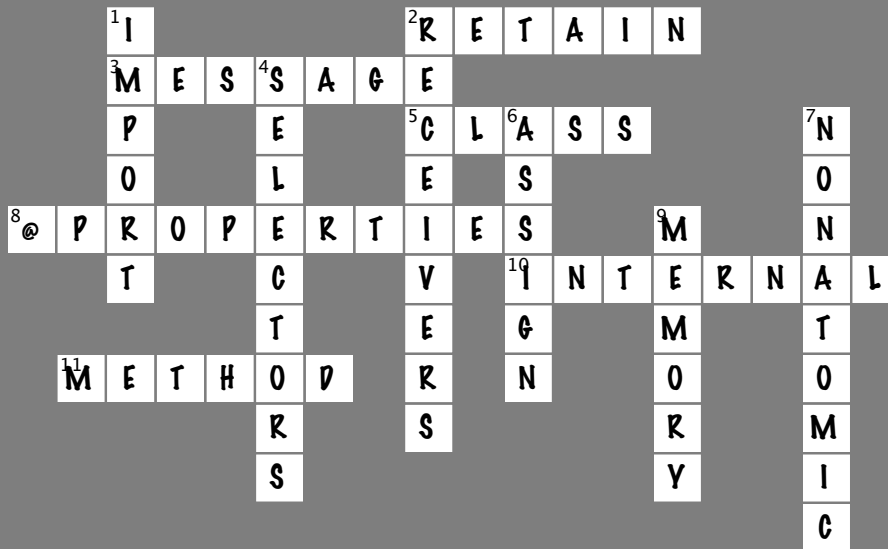 1 I 2 R E T A I N
3 M E S 4 S A G E
P E 5 C L 6 A S S 7 N
O L E S O
8 @ P R O P E R T I E S 9 M N
T C V 10 I N T E R N A L
T E G M T
11 M E T H O D R N O O
R S R M
S Y I
C